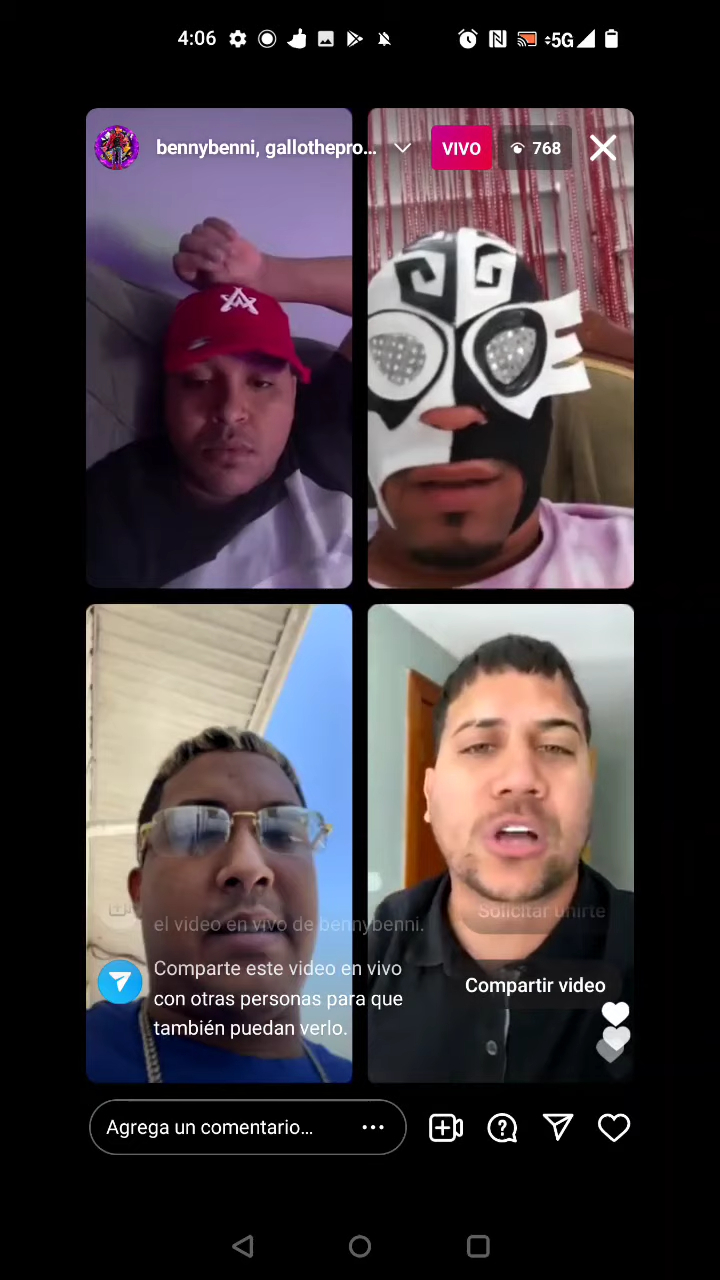 4:06
5G
bennybenni, gallothepro...
VIVO
768
el video en vivo de bennybenni.
Solicitar unirte
Comparte este video en vivo
con otras personas para que
también puedan verlo.
Compartir video
Agrega un comentario...